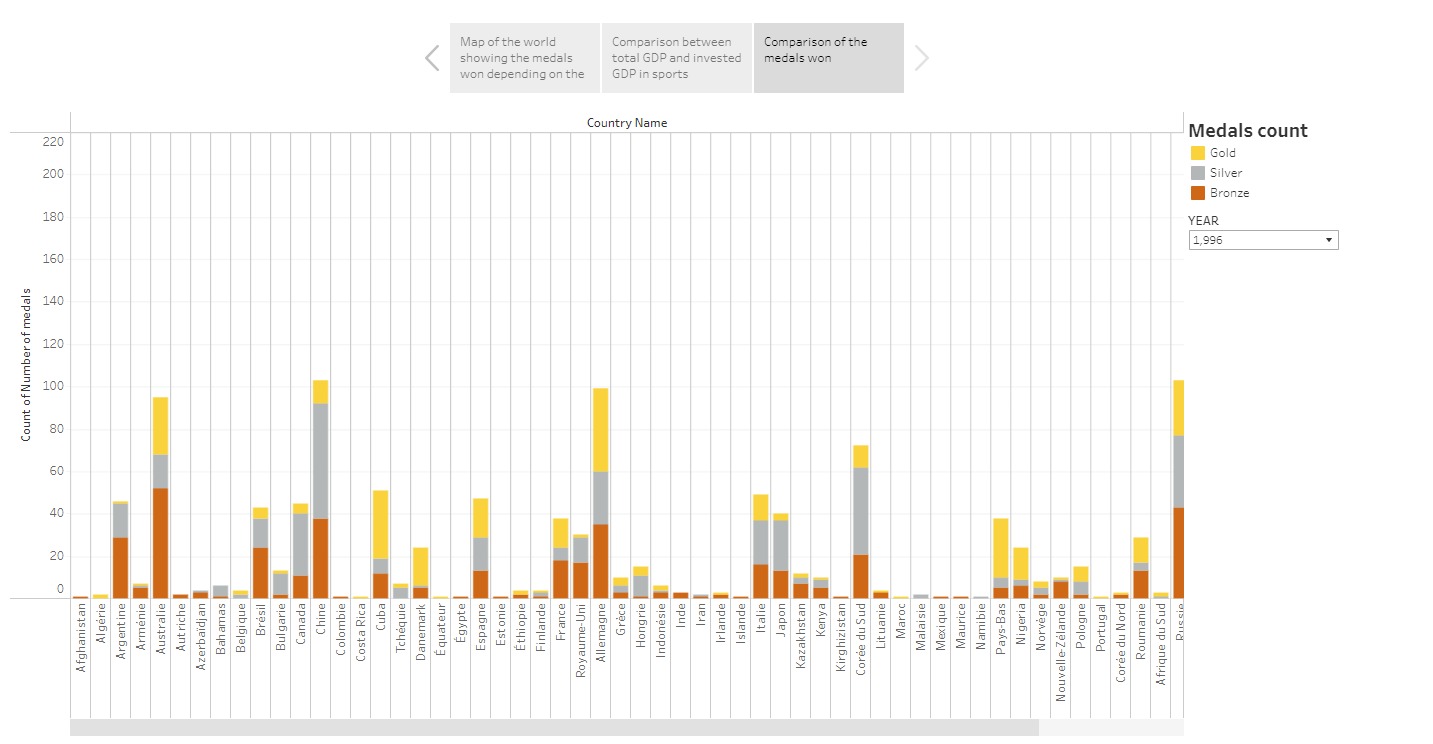 Map of the world
showing the medals
won depending on the
Comparison between
total GDP and invested
GDP in sports
Comparison of the
medals won
Country Name
Medals count
Gold
Silver
Bronze
YEAR
1,996
Count of Number of medals
220
200
180
160
140
120
100
80
60
40
20
0
Afghanistan
Algérie
Argentine
Arménie
Australie
Autriche
Azerbaïdjan
Bahamas
Belgique
Brésil
Bulgarie
Canada
Chine
Colombie
Costa Rica
Cuba
Tchéquie
Danemark
Équateur
Égypte
Espagne
Estonie
Éthiopie
Finlande
France
Royaume-Uni
Allemagne
Grèce
Hongrie
Indonésie
Inde
Iran
Irlande
Islande
Italie
Japon
Kazakhstan
Kenya
Kirghizistan
Corée du Sud
Lituanie
Maroc
Malaisie
Mexique
Maurice
Namibie
Pays-Bas
Nigeria
Norvège
Nouvelle-Zélande
Pologne
Portugal
Corée du Nord
Roumanie
Afrique du Sud
Russie